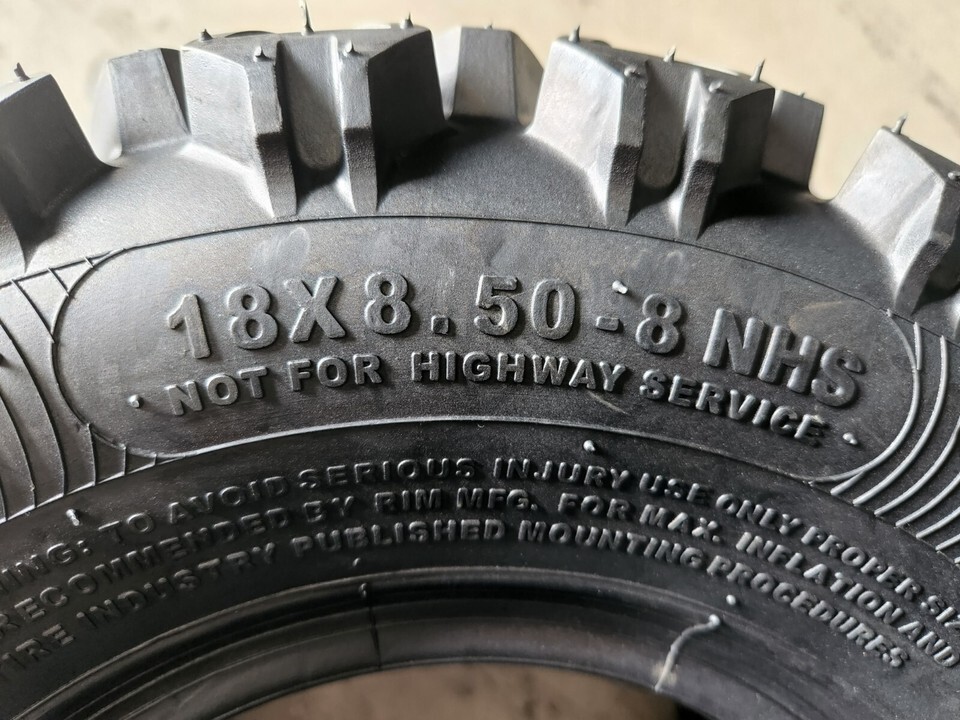 18X8.50-8 NHS
NOT FOR HIGHWAY SERVICE
TO AVOID SERIOUS INJURY USE ONLY PROPER
RECOMMENDED BY RIM MFG. FOR MAX. INFLATION AND
TIRE INDUSTRY PUBLISHED MOUNTING PROCEDURES